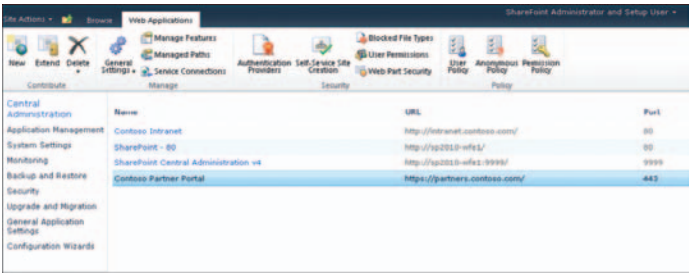 Site Actions Browse Web Applications SharePoint Administrator and Setup User
New Extend Delete
General Settings
Manage Features
Managed Paths
Service Connections
Authentication Providers
Self-Service Site Creation
Blocked File Types
User Permissions
Web Part Security
User Policy
Anonymous Policy
Permission Policy
Contribute Manage Security Policy
Central Administration
Application Management
System Settings
Monitoring
Backup and Restore
Security
Upgrade and Migration
General Application Settings
Configuration Wizards
Name URL Port
Contoso Intranet http://intranet.contoso.com/ 80
SharePoint - 80 http://sp2010-wfe1/ 80
SharePoint Central Administration v4 http://sp2010-wfe1:9999/ 9999
Contoso Partner Portal https://partners.contoso.com/ 443